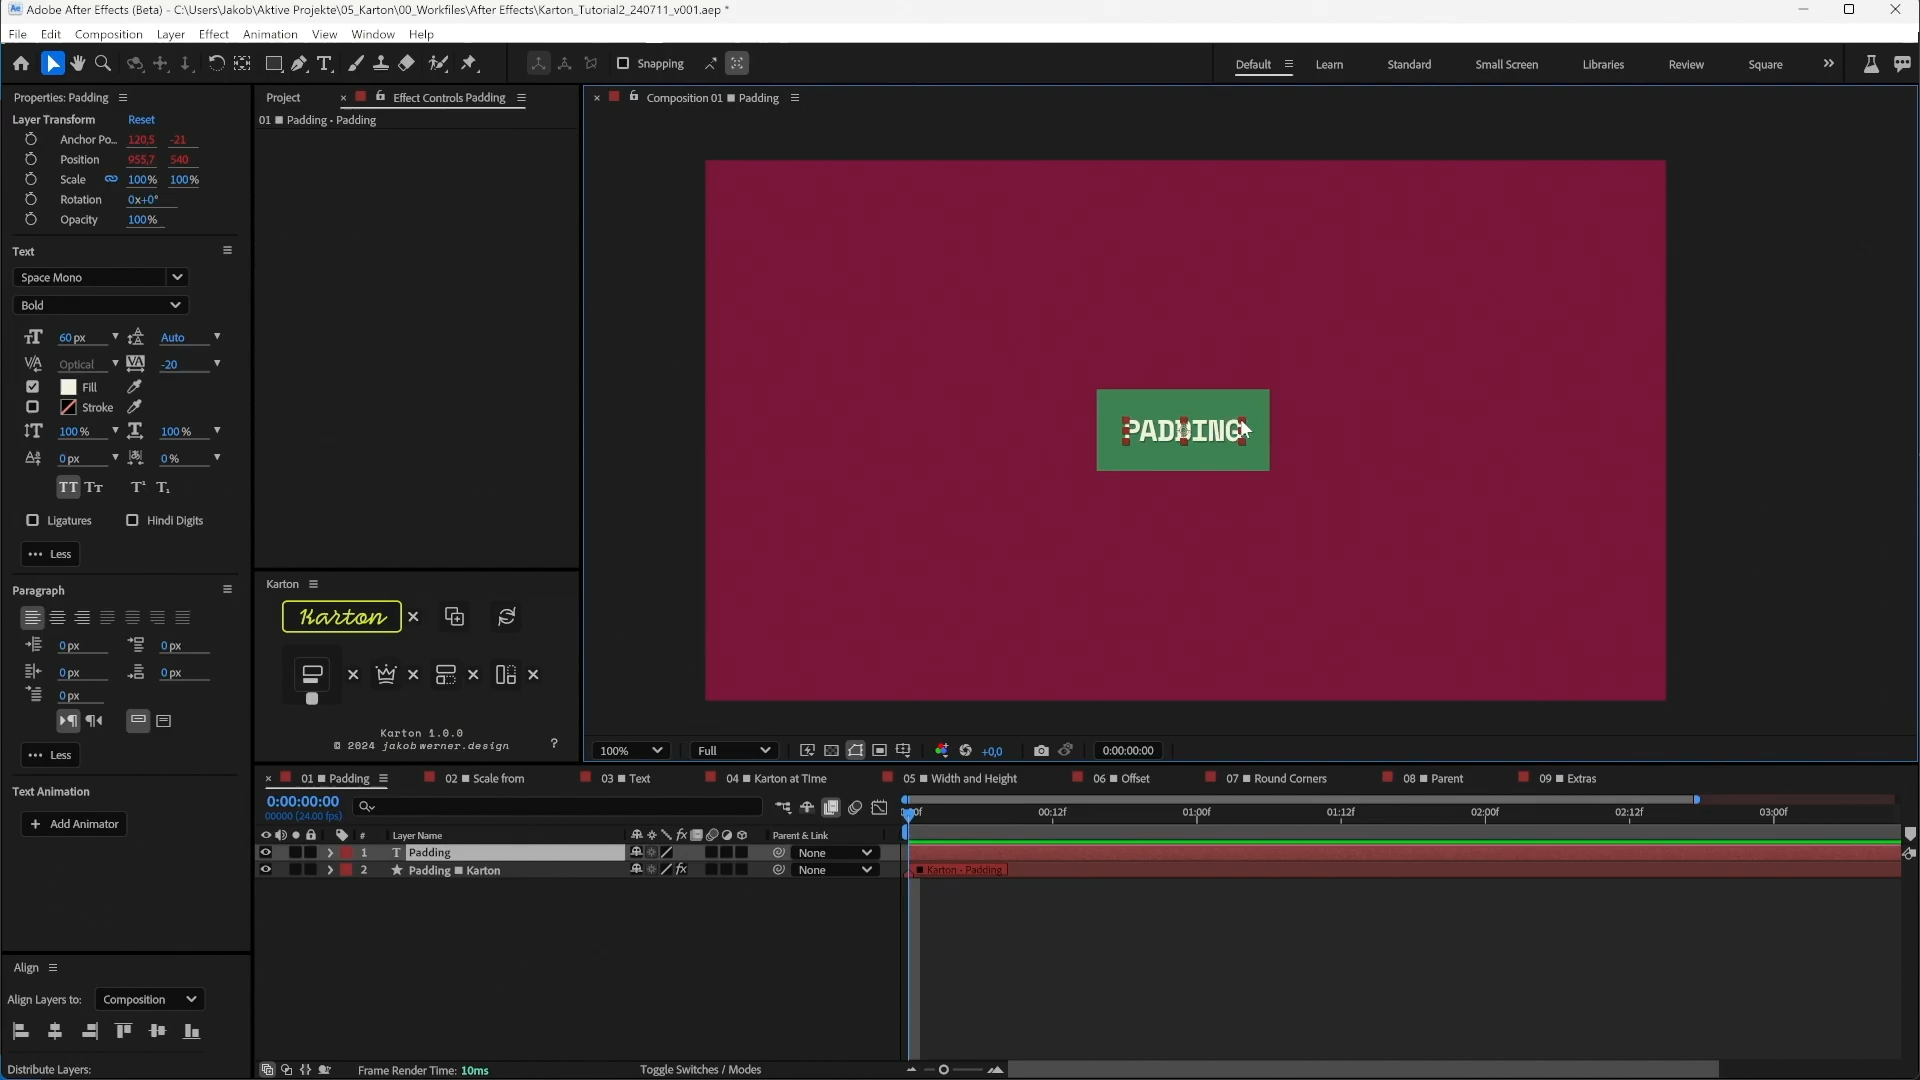 Adobe After Effects (Beta) - C:\Users\Jakob\Aktive Projekte\05_Karton\00_Workfiles\After Effects\Karton_Tutorial2_240711_v001.aep *
File Edit Composition Layer Effect Animation View Window Help
Snapping
Default Learn Standard Small Screen Libraries Review Square
Properties: Padding
Project
Effect Controls Padding
Composition 01 ■ Padding
Layer Transform Reset
01 ■ Padding • Padding
Anchor Po... 120,5 -21
Position 955,7 540
Scale 100% 100%
Rotation 0x+0°
Opacity 100%
Text
Space Mono
Bold
60 px Auto
Optical -20
Fill
Stroke
100 % 100 %
0 px 0 %
TT Tт T¹ T₁
Ligatures Hindi Digits
••• Less
PADDING
Paragraph
0 px 0 px
0 px 0 px
0 px
••• Less
Karton
Karton
Karton 1.0.0
© 2024 jakobwerner.design
?
100% Full +0,0 0:00:00:00
Text Animation
+ Add Animator
01 ■ Padding 02 ■ Scale from 03 ■ Text 04 ■ Karton at TIme 05 ■ Width and Height 06 ■ Offset 07 ■ Round Corners 08 ■ Parent 09 ■ Extras
0:00:00:00
00000 (24.00 fps)
00:12f 01:00f 01:12f 02:00f 02:12f 03:00f
# Layer Name Parent & Link
1 T Padding None
2 Padding ■ Karton None
■ Karton - Padding
Align
Align Layers to: Composition
Distribute Layers:
Frame Render Time: 10ms
Toggle Switches / Modes